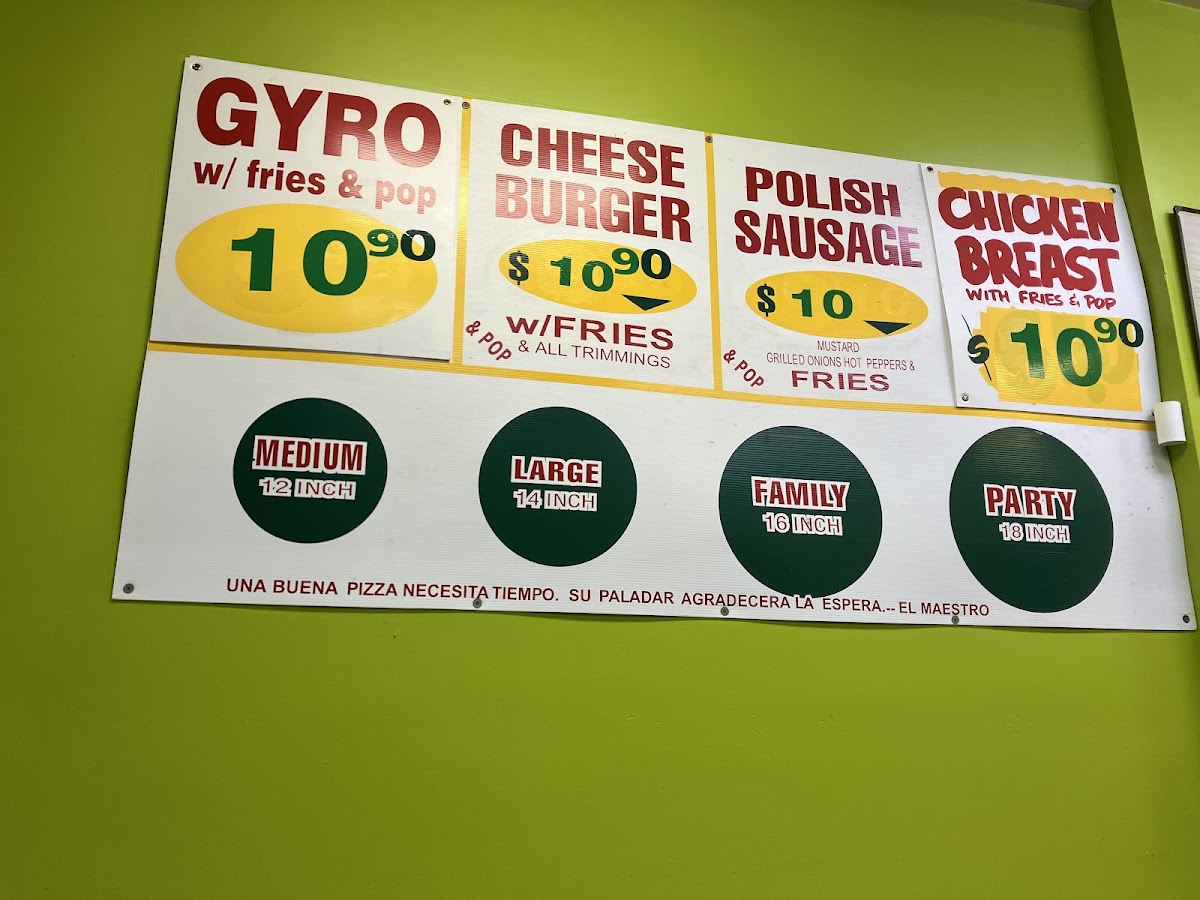 GYRO
w/ fries & pop
10 90
CHEESE
BURGER
$ 10 90
w/FRIES
& POP
& ALL TRIMMINGS
POLISH
SAUSAGE
$ 10
MUSTARD
GRILLED ONIONS HOT PEPPERS &
& POP
FRIES
CHICKEN
BREAST
WITH FRIES & POP
$ 10 90
MEDIUM
12 INCH
LARGE
14 INCH
FAMILY
16 INCH
PARTY
18 INCH
UNA BUENA PIZZA NECESITA TIEMPO. SU PALADAR AGRADECERA LA ESPERA.-- EL MAESTRO